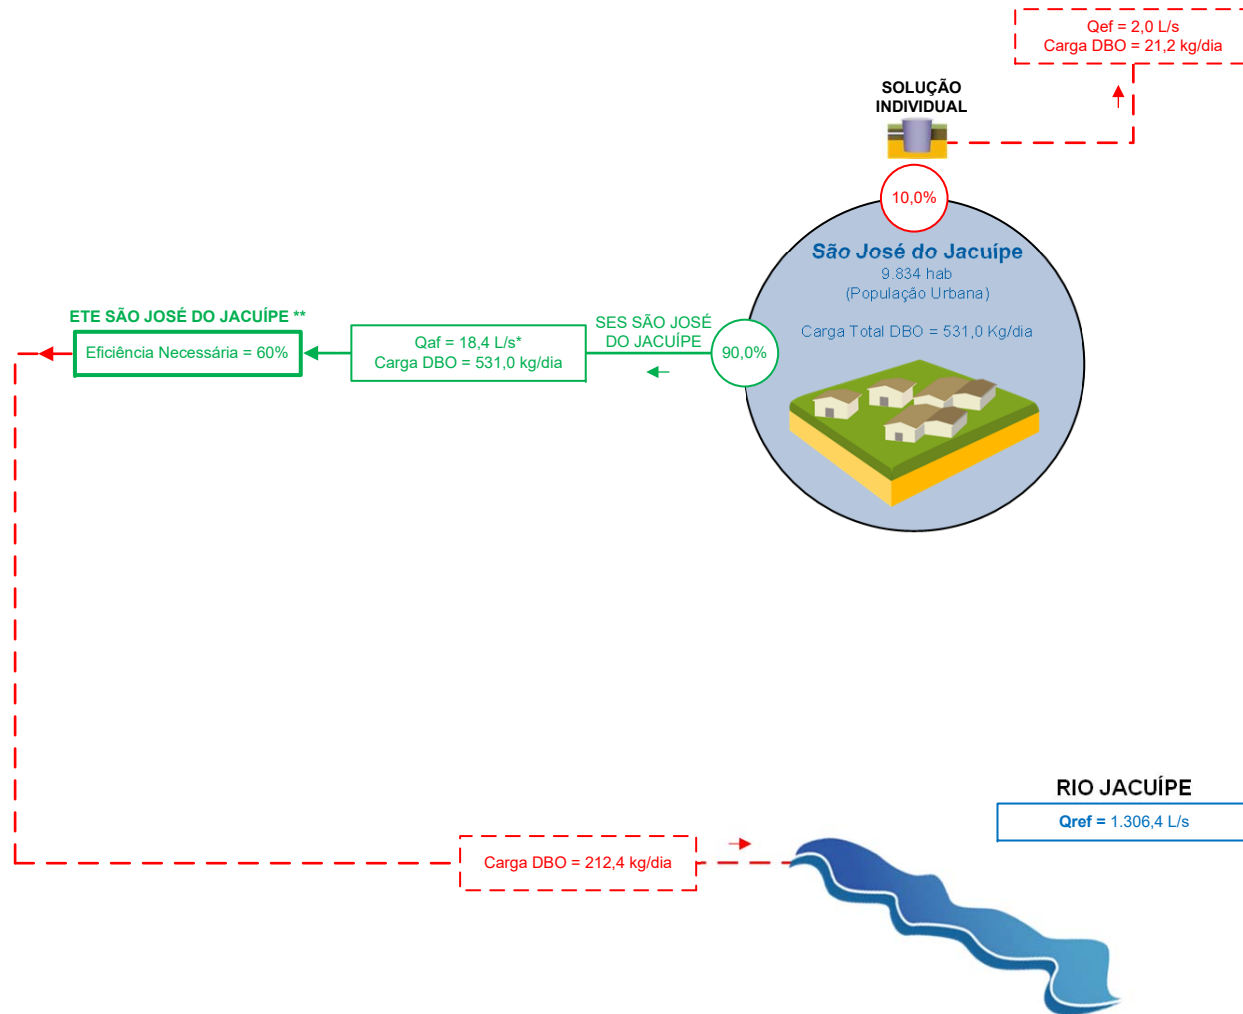 Qef = 2,0 L/s
Carga DBO = 21,2 kg/dia
SOLUÇÃO
INDIVIDUAL
10,0%
São José do Jacuípe
9.834 hab
(População Urbana)
Carga Total DBO = 531,0 Kg/dia
90,0%
SES SÃO JOSÉ
DO JACUÍPE
Qaf = 18,4 L/s*
Carga DBO = 531,0 kg/dia
ETE SÃO JOSÉ DO JACUÍPE **
Eficiência Necessária = 60%
RIO JACUÍPE
Qref = 1.306,4 L/s
Carga DBO = 212,4 kg/dia